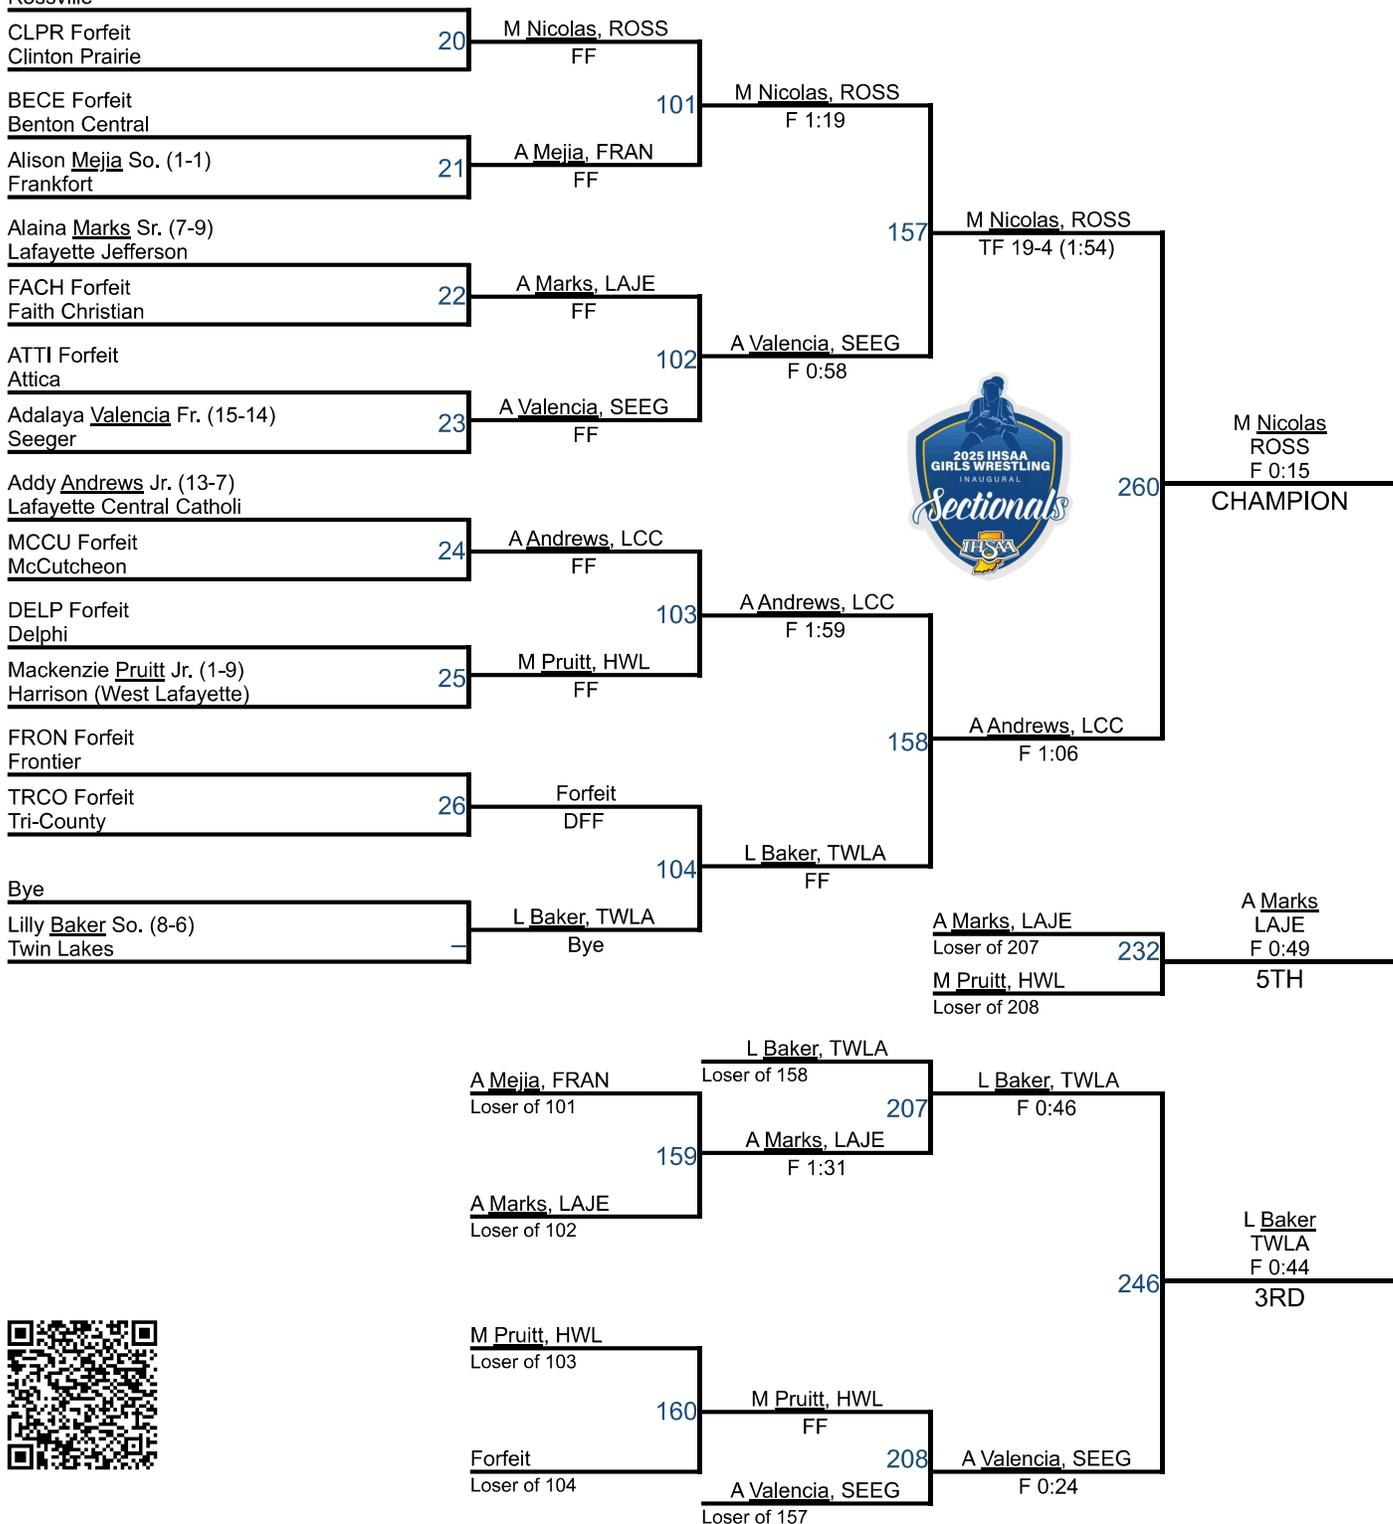 Rossville
CLPR Forfeit
Clinton Prairie
20
M Nicolas, ROSS
FF
BECE Forfeit
Benton Central
101
M Nicolas, ROSS
F 1:19
Alison Mejia So. (1-1)
Frankfort
21
A Mejia, FRAN
FF
Alaina Marks Sr. (7-9)
Lafayette Jefferson
157
M Nicolas, ROSS
TF 19-4 (1:54)
FACH Forfeit
Faith Christian
22
A Marks, LAJE
FF
ATTI Forfeit
Attica
102
A Valencia, SEEG
F 0:58
Adalaya Valencia Fr. (15-14)
Seeger
23
A Valencia, SEEG
FF
2025 IHSAA
GIRLS WRESTLING
INAUGURAL
Sectionals
IHSAA
260
M Nicolas
ROSS
F 0:15
CHAMPION
Addy Andrews Jr. (13-7)
Lafayette Central Catholi
MCCU Forfeit
McCutcheon
24
A Andrews, LCC
FF
DELP Forfeit
Delphi
103
A Andrews, LCC
F 1:59
Mackenzie Pruitt Jr. (1-9)
Harrison (West Lafayette)
25
M Pruitt, HWL
FF
FRON Forfeit
Frontier
158
A Andrews, LCC
F 1:06
TRCO Forfeit
Tri-County
26
Forfeit
DFF
104
L Baker, TWLA
FF
Bye
Lilly Baker So. (8-6)
Twin Lakes
–
L Baker, TWLA
Bye
A Marks, LAJE
Loser of 207
232
M Pruitt, HWL
Loser of 208
A Marks
LAJE
F 0:49
5TH
L Baker, TWLA
Loser of 158
A Mejia, FRAN
Loser of 101
207
L Baker, TWLA
F 0:46
159
A Marks, LAJE
F 1:31
A Marks, LAJE
Loser of 102
246
L Baker
TWLA
F 0:44
3RD
M Pruitt, HWL
Loser of 103
160
M Pruitt, HWL
FF
Forfeit
Loser of 104
208
A Valencia, SEEG
F 0:24
A Valencia, SEEG
Loser of 157